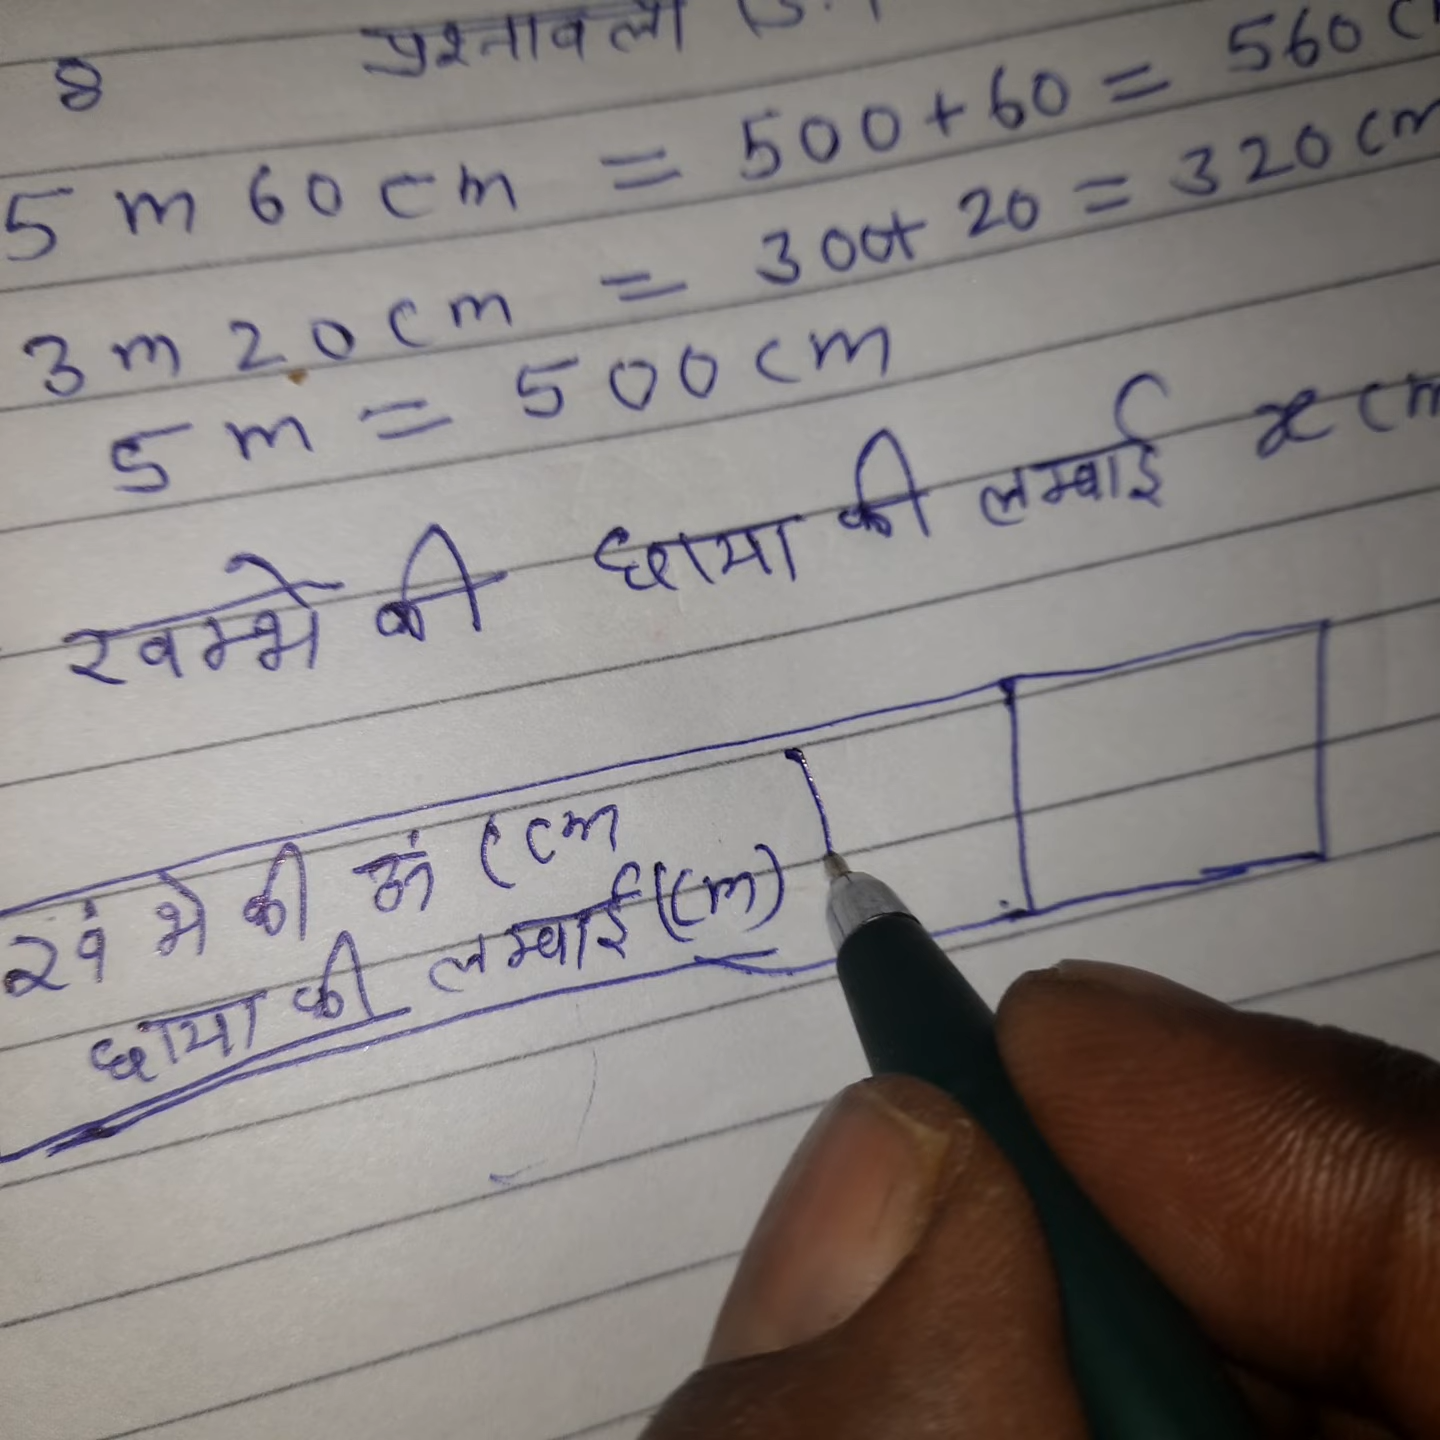 8 प्रश्नावली
5 m 60 cm = 500 + 60 = 560
3 m 20 cm = 300+ 20 = 320 cm
5 m = 500 cm
खम्भे की छाया की लम्बाई x cm
खंभे की ऊं (cm
छाया की लम्बाई (cm)